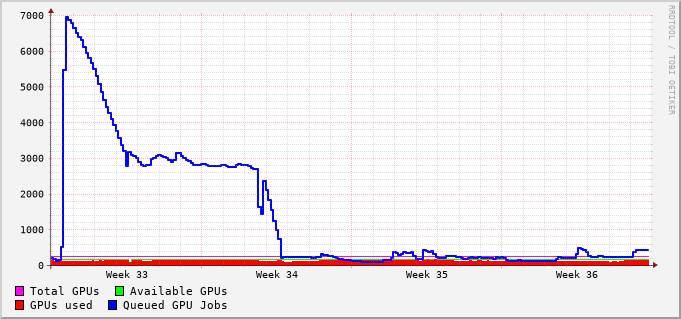 7000
6000
5000
4000
3000
2000
1000
0
Week 33 Week 34 Week 35 Week 36
Total GPUs Available GPUs
GPUs used Queued GPU Jobs
RRDTOOL / TOBI OETIKER